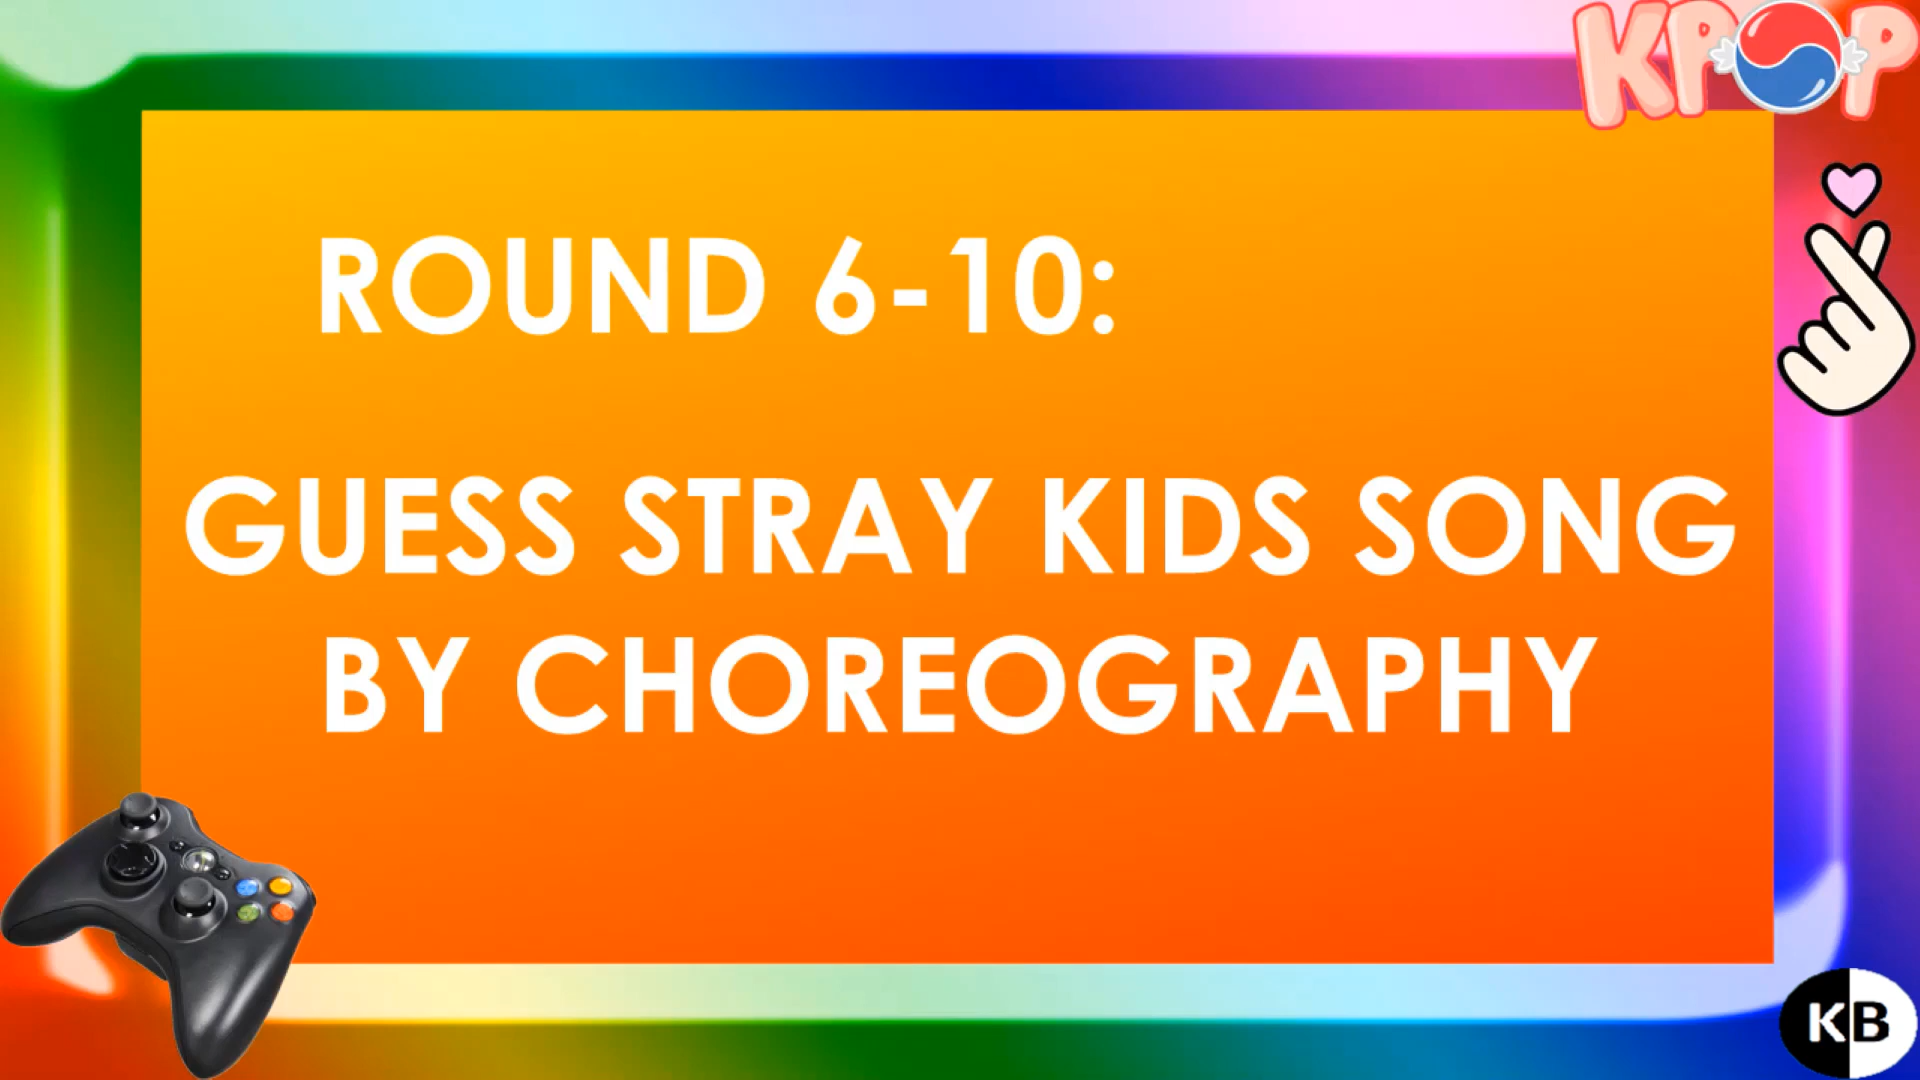 KPOP
ROUND 6-10:
GUESS STRAY KIDS SONG
BY CHOREOGRAPHY
KB